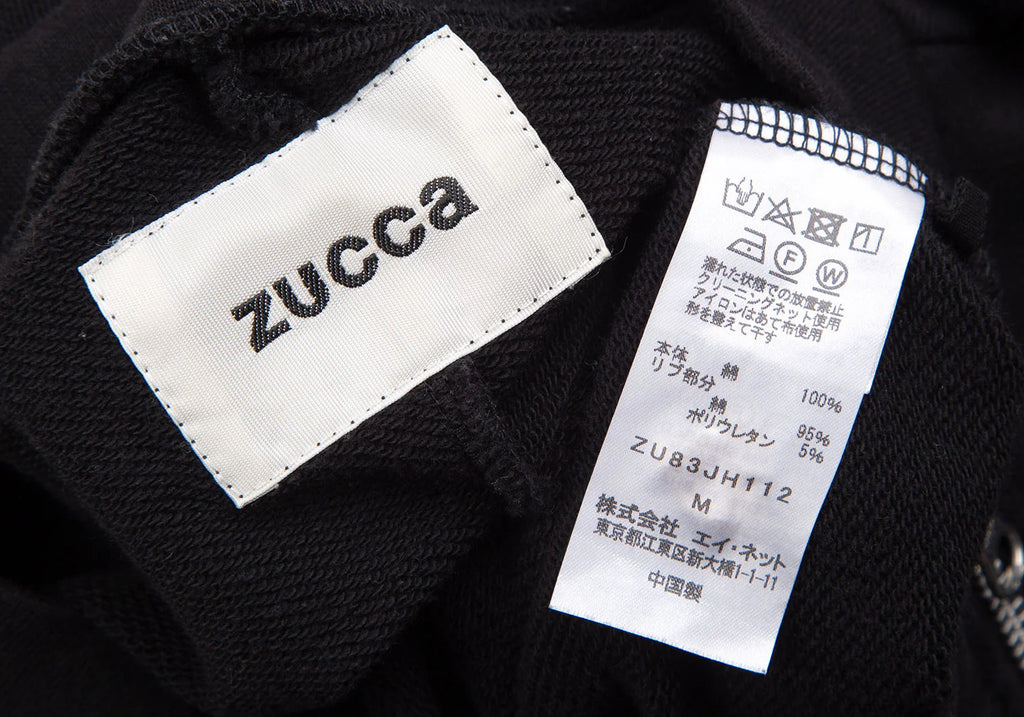 zucca
F W
濡れた状態での放置禁止
クリーニングネット使用
アイロンはあて布使用
形を整えて干す
本体 綿 100%
リブ部分
綿 95%
ポリウレタン 5%
ZU83JH112
M
株式会社 エイ・ネット
東京都江東区新大橋1-1-11
中国製